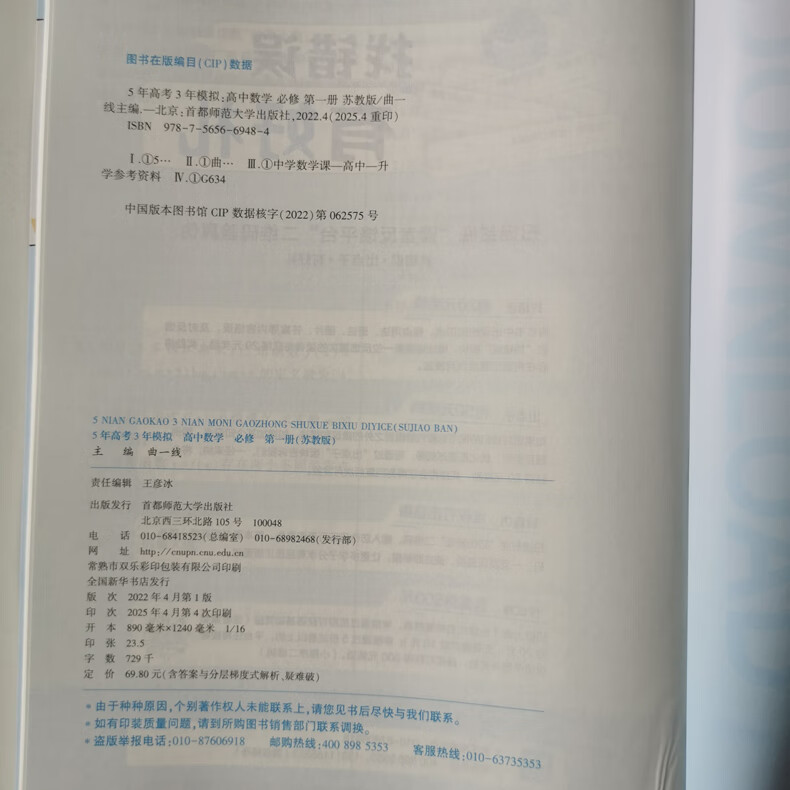 图书在版编目(CIP)数据
5年高考3年模拟:高中数学 必修 第一册 苏教版/曲一
线主编.—北京:首都师范大学出版社,2022.4(2025.4重印)
ISBN 978-7-5656-6948-4
Ⅰ.①5… Ⅱ.①曲… Ⅲ.①中学数学课—高中—升
学参考资料 Ⅳ.①G634
中国版本图书馆CIP数据核字(2022)第062575号
5 NIAN GAOKAO 3 NIAN MONI GAOZHONG SHUXUE BIXIU DIYICE(SUJIAO BAN)
5年高考3年模拟 高中数学 必修 第一册(苏教版)
主 编 曲一线
责任编辑 王彦冰
出版发行 首都师范大学出版社
北京西三环北路105号 100048
电 话 010-68418523(总编室) 010-68982468(发行部)
网 址 http://cnupn.cnu.edu.cn
常熟市双乐彩印包装有限公司印刷
全国新华书店发行
版 次 2022年4月第1版
印 次 2025年4月第4次印刷
开 本 890毫米×1240毫米 1/16
印 张 23.5
字 数 729千
定 价 69.80元(含答案与分层梯度式解析、疑难破)
*由于种种原因,个别著作权人未能联系上,请您见书后尽快与我们联系。
*如有印装质量问题,请到所购图书销售部门联系调换。
*盗版举报电话:010-87606918 邮购热线:400 898 5353 客服热线:010-63735353